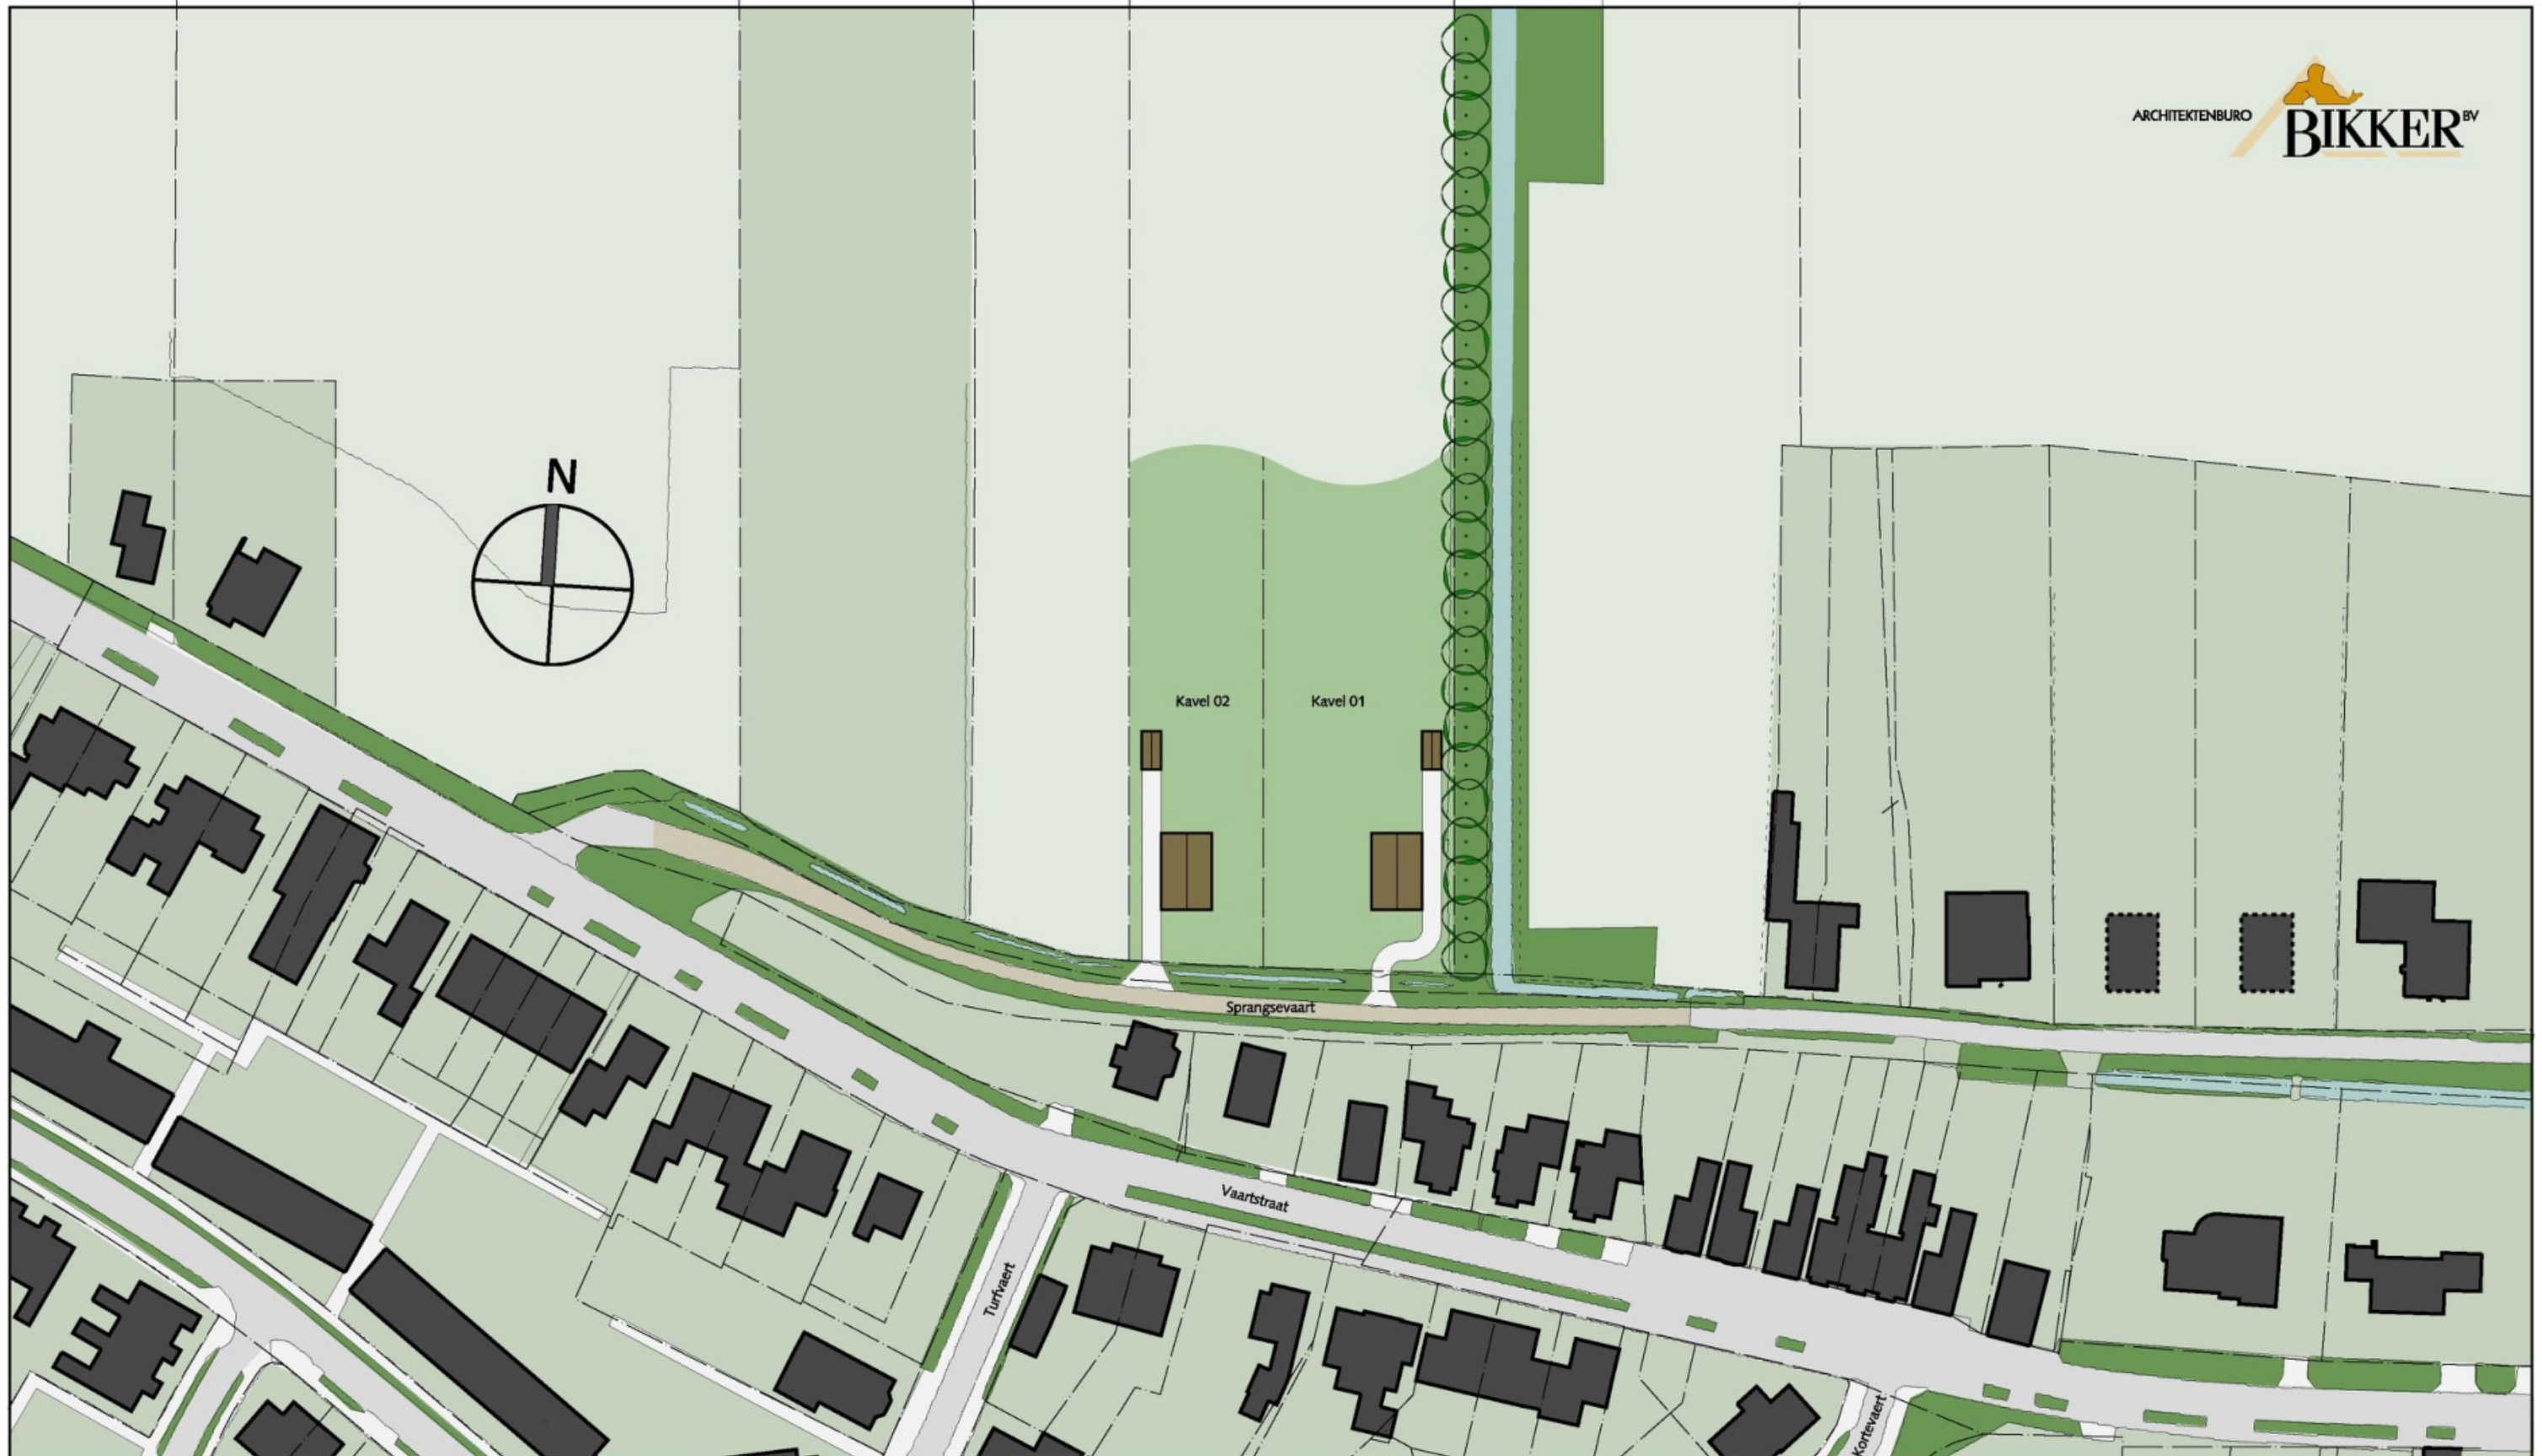 ARCHITEKTENBURO
BIKKER BV
N
Kavel 02
Kavel 01
Sprangsevaart
Vaartstraat
Turfvaert
Kortevaert